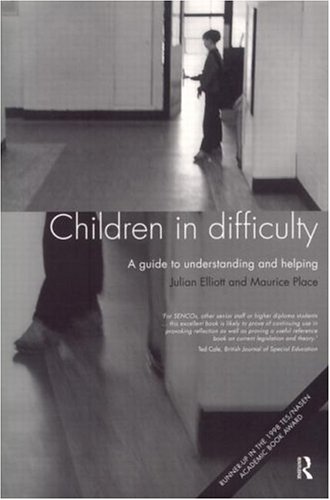 Children in difficulty
A guide to understanding and helping
Julian Elliott and Maurice Place
'For SENCOs, other senior staff or higher diploma students
... this excellent book is likely to prove of continuing use in
provoking reflection as well as proving a useful reference
book on current legislation and theory.'
Ted Cole, British Journal of Special Education
RUNNER-UP IN THE 1998 TES/NASEN
ACADEMIC BOOK AWARD
R